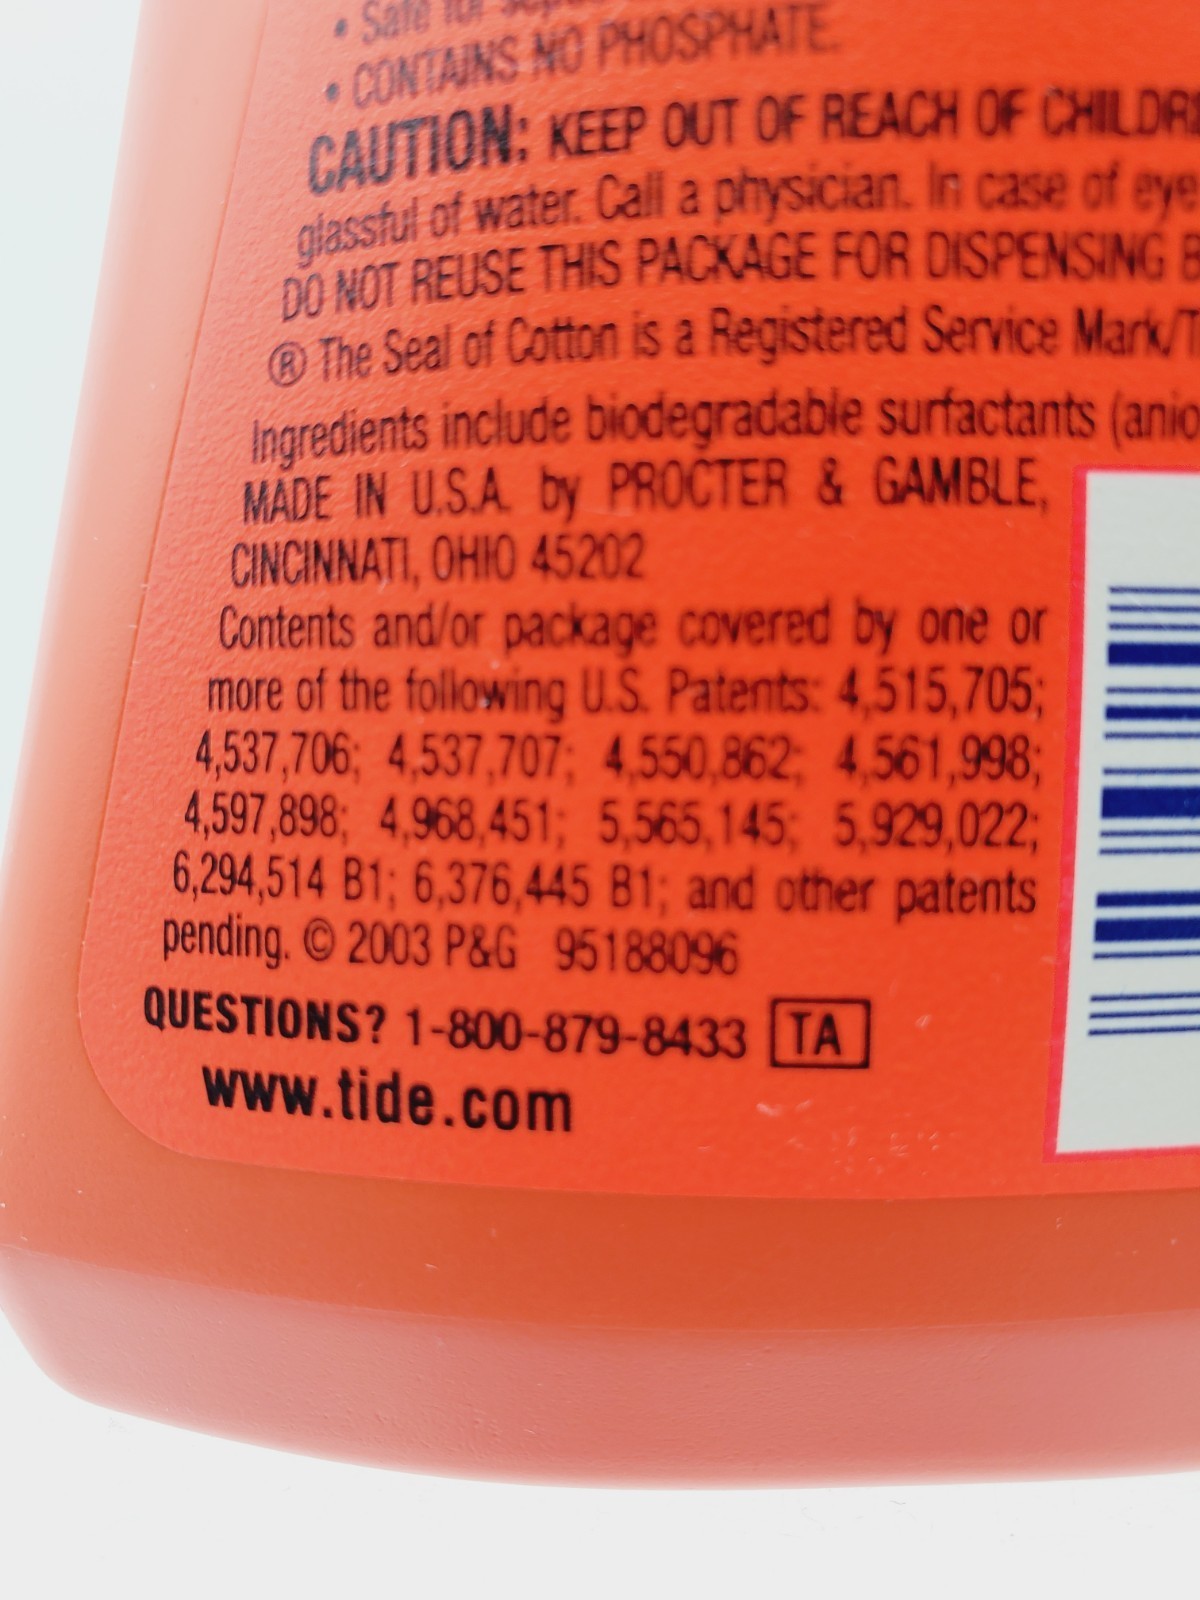 • Safe for
• CONTAINS NO PHOSPHATE.
CAUTION: KEEP OUT OF REACH OF
glassful of water. Call a physician. In case of eye
DO NOT REUSE THIS PACKAGE FOR DISPENSING
® The Seal of Cotton is a Registered Service Mark/T
Ingredients include biodegradable surfactants (anio
MADE IN U.S.A. by PROCTER & GAMBLE,
CINCINNATI, OHIO 45202
Contents and/or package covered by one or
more of the following U.S. Patents: 4,515,705;
4,537,706; 4,537,707; 4,550,862; 4,561,998;
4,597,898; 4,968,451; 5,565,145; 5,929,022;
6,294,514 B1; 6,376,445 B1; and other patents
pending. © 2003 P&G 95188096
QUESTIONS? 1-800-879-8433 TA
www.tide.com